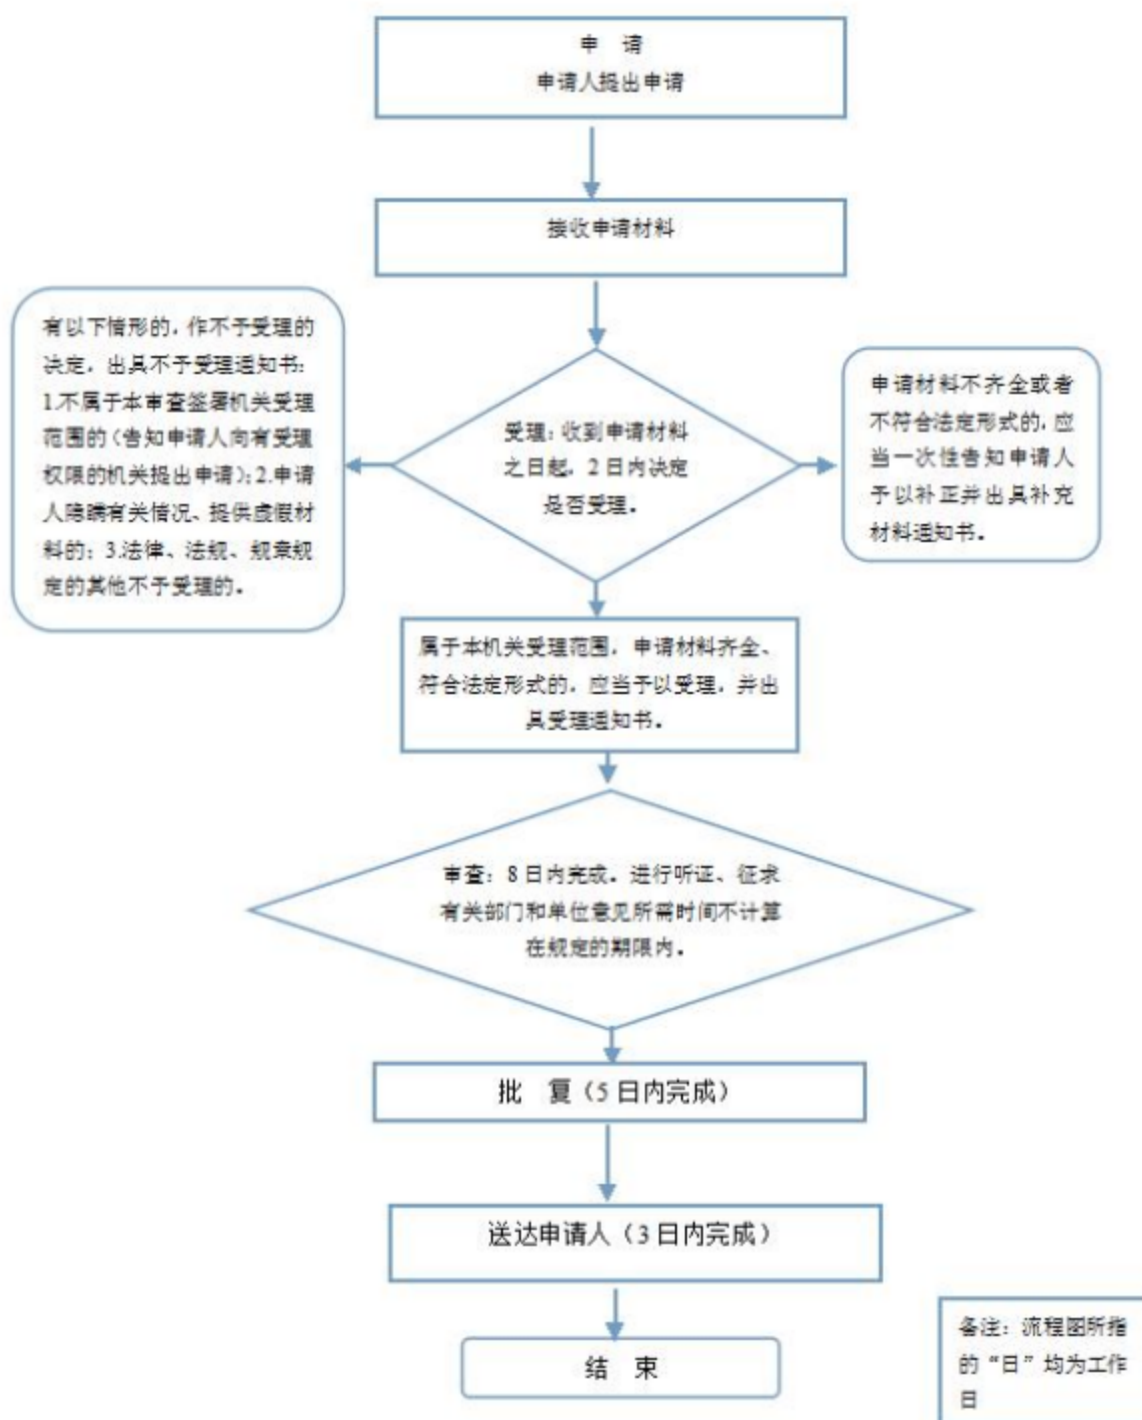 申 请
申请人提出申请
接收申请材料
有以下情形的，作不予受理的
决定，出具不予受理通知书：
1.不属于本审查签署机关受理
范围的（告知申请人向有受理
权限的机关提出申请）；2.申请
人隐瞒有关情况、提供虚假材
料的；3.法律、法规、规章规
定的其他不予受理的。
受理：收到申请材料
之日起，2 日内决定
是否受理。
申请材料不齐全或者
不符合法定形式的，应
当一次性告知申请人
予以补正并出具补充
材料通知书。
属于本机关受理范围，申请材料齐全、
符合法定形式的，应当予以受理，并出
具受理通知书。
审查：8 日内完成。进行听证、征求
有关部门和单位意见所需时间不计算
在规定的期限内。
批 复（5 日内完成）
送达申请人（3 日内完成）
结 束
备注：流程图所指
的“日”均为工作
日